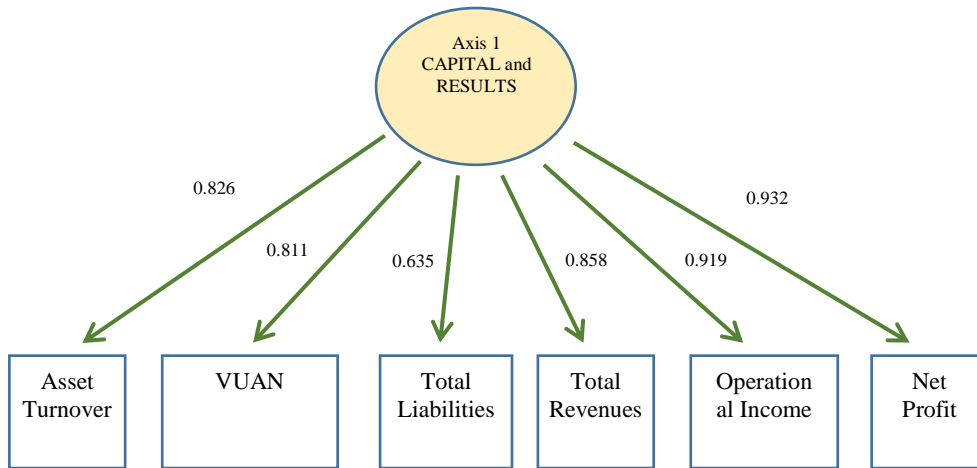 Axis 1
CAPITAL and
RESULTS
0.826
0.811
0.635
0.858
0.919
0.932
Asset
Turnover
VUAN
Total
Liabilities
Total
Revenues
Operation
al Income
Net
Profit